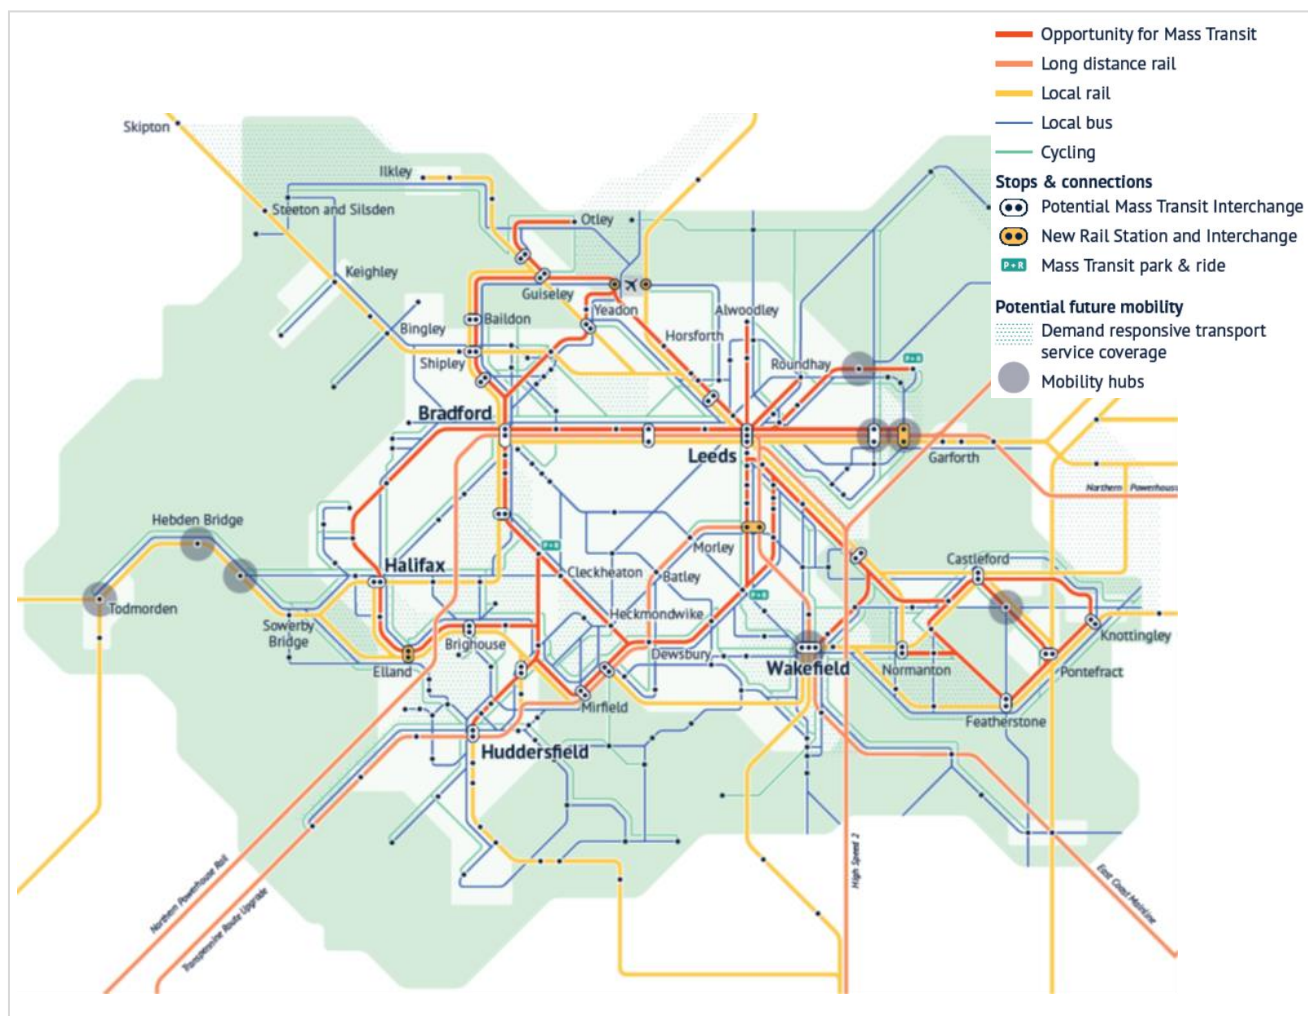 Opportunity for Mass Transit
Long distance rail
Local rail
Local bus
Cycling
Stops & connections
Potential Mass Transit Interchange
New Rail Station and Interchange
P+R Mass Transit park & ride
Potential future mobility
Demand responsive transport
service coverage
Mobility hubs
Skipton
Ilkley
Steeton and Silsden
Otley
Keighley
Guiseley
Yeadon
Baildon
Bingley
Alwoodley
Horsforth
Shipley
Roundhay
P+R
Bradford
Leeds
Garforth
Northern Powerhouse
Hebden Bridge
P+R
Morley
Halifax
Cleckheaton
Batley
Castleford
Todmorden
P+R
Heckmondwike
Sowerby
Bridge
Brighouse
Knottingley
Elland
Dewsbury
Wakefield
Normanton
Pontefract
Mirfield
Featherstone
Huddersfield
Northern Powerhouse Rail
Transpennine Route Upgrade
High Speed 2
East Coast Mainline